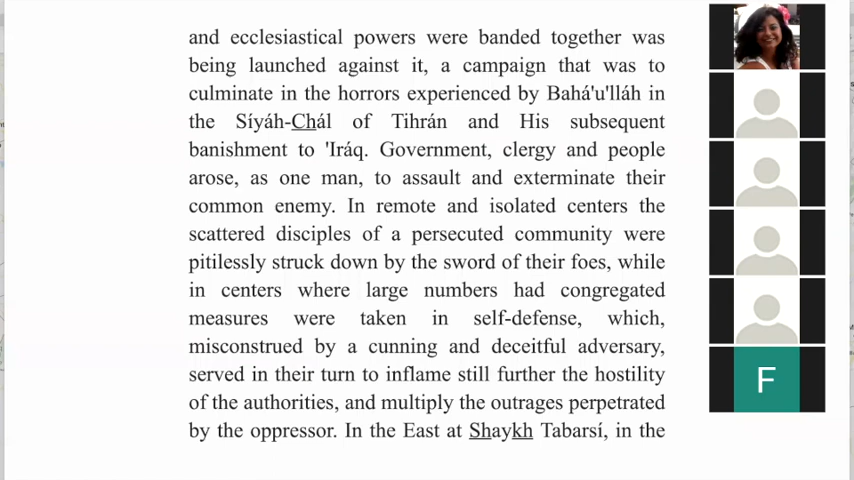 and ecclesiastical powers were banded together was
being launched against it, a campaign that was to
culminate in the horrors experienced by Bahá'u'lláh in
the Síyáh-Chál of Tihrán and His subsequent
banishment to 'Iráq. Government, clergy and people
arose, as one man, to assault and exterminate their
common enemy. In remote and isolated centers the
scattered disciples of a persecuted community were
pitilessly struck down by the sword of their foes, while
in centers where large numbers had congregated
measures were taken in self-defense, which,
misconstrued by a cunning and deceitful adversary,
served in their turn to inflame still further the hostility
of the authorities, and multiply the outrages perpetrated
by the oppressor. In the East at Shaykh Tabarsí, in the
F